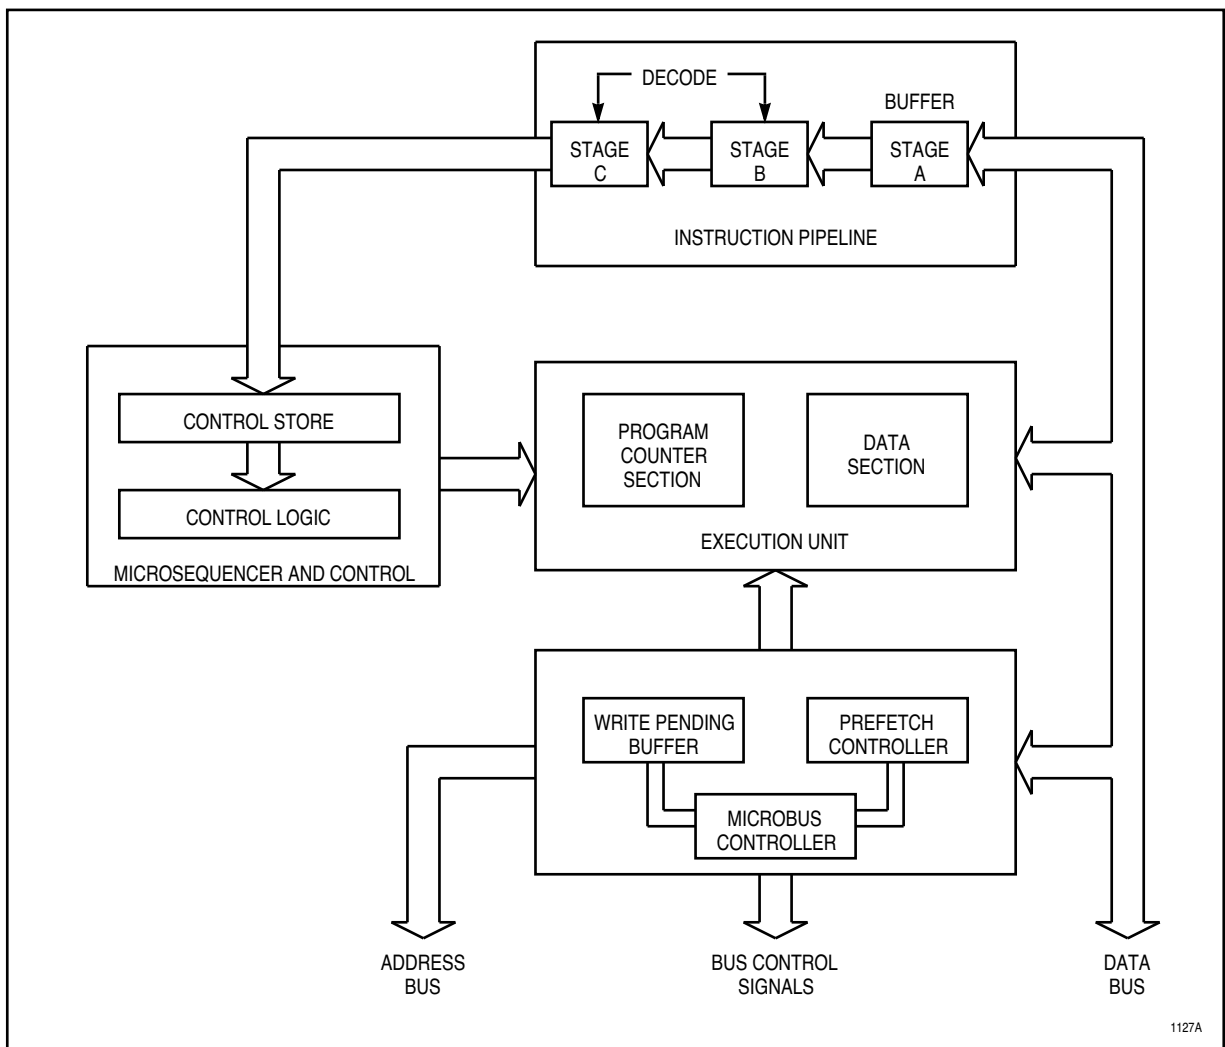 DECODE
BUFFER
STAGE
C
STAGE
B
STAGE
A
INSTRUCTION PIPELINE
CONTROL STORE
CONTROL LOGIC
MICROSEQUENCER AND CONTROL
PROGRAM
COUNTER
SECTION
DATA
SECTION
EXECUTION UNIT
WRITE PENDING
BUFFER
PREFETCH
CONTROLLER
MICROBUS
CONTROLLER
ADDRESS
BUS
BUS CONTROL
SIGNALS
DATA
BUS
1127A